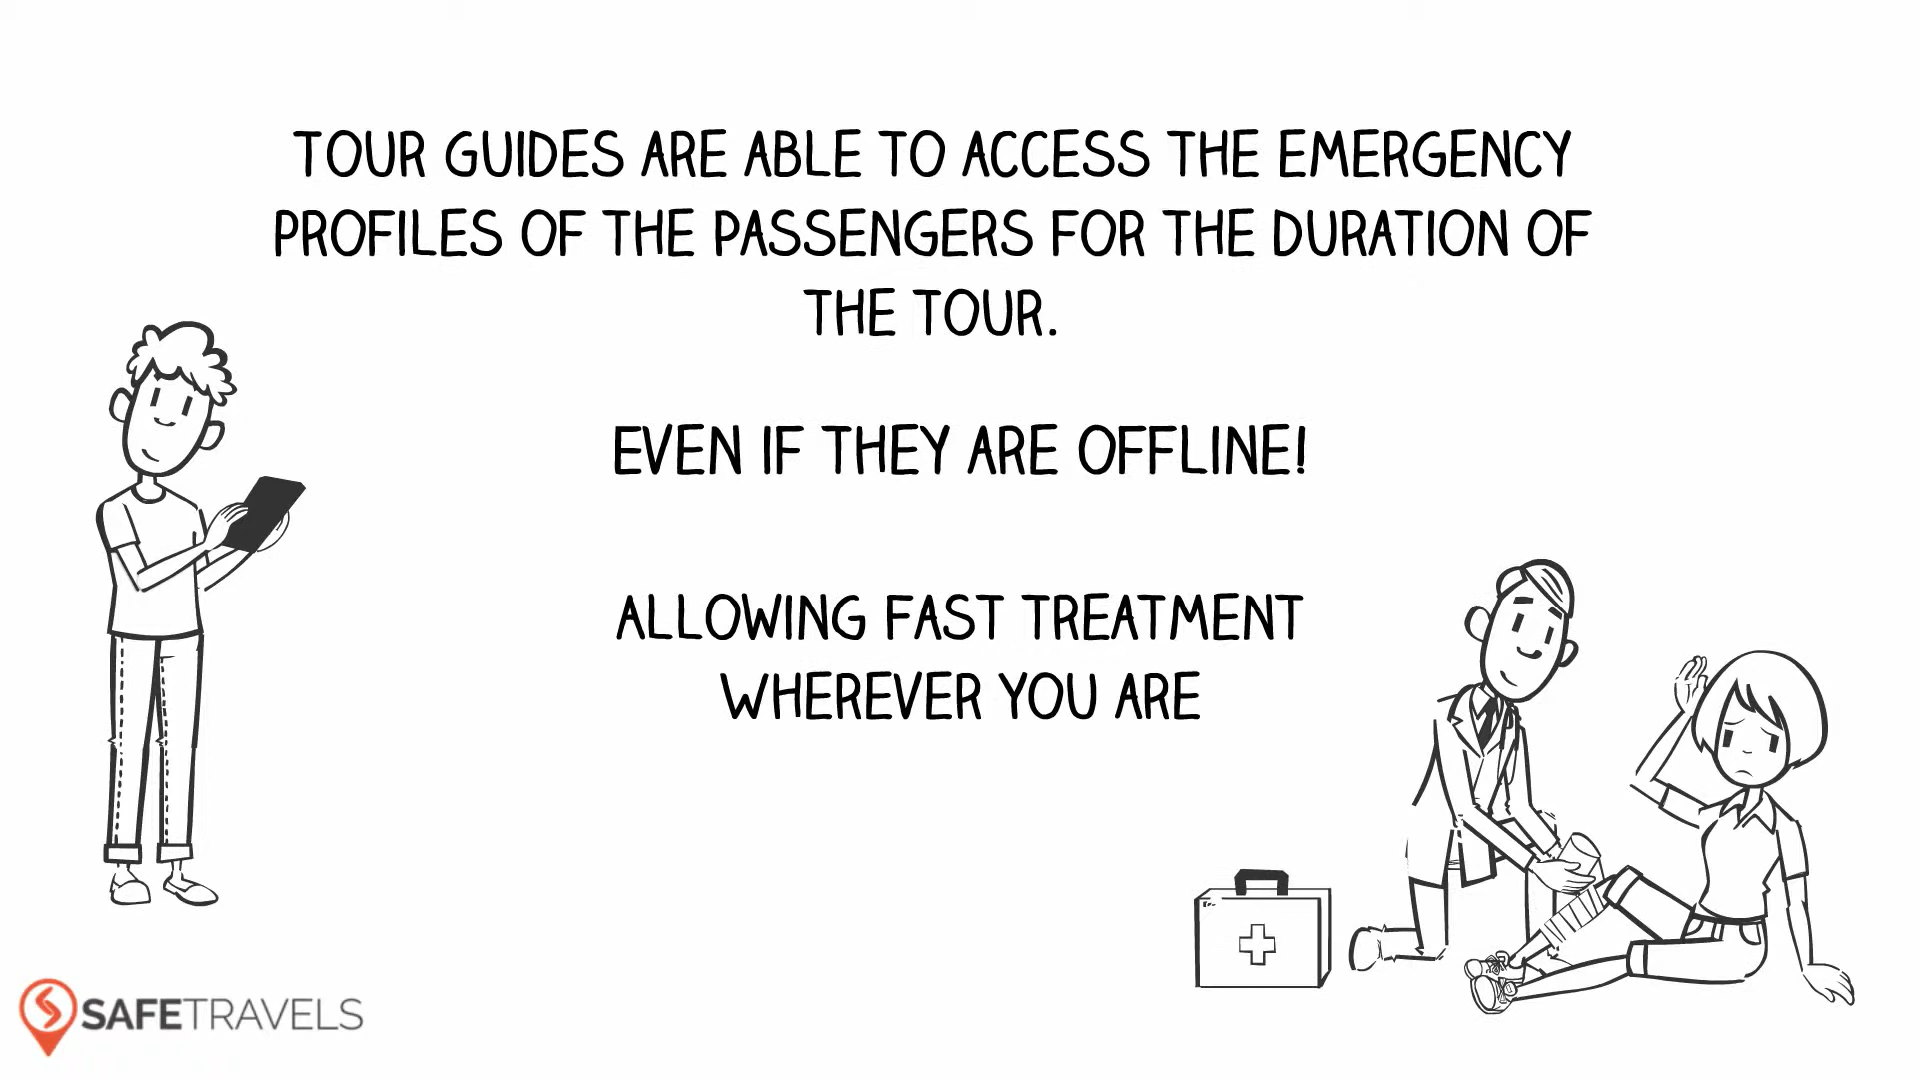 TOUR GUIDES ARE ABLE TO ACCESS THE EMERGENCY
PROFILES OF THE PASSENGERS FOR THE DURATION OF
THE TOUR.
EVEN IF THEY ARE OFFLINE!
ALLOWING FAST TREATMENT
WHEREVER YOU ARE
SAFETRAVELS